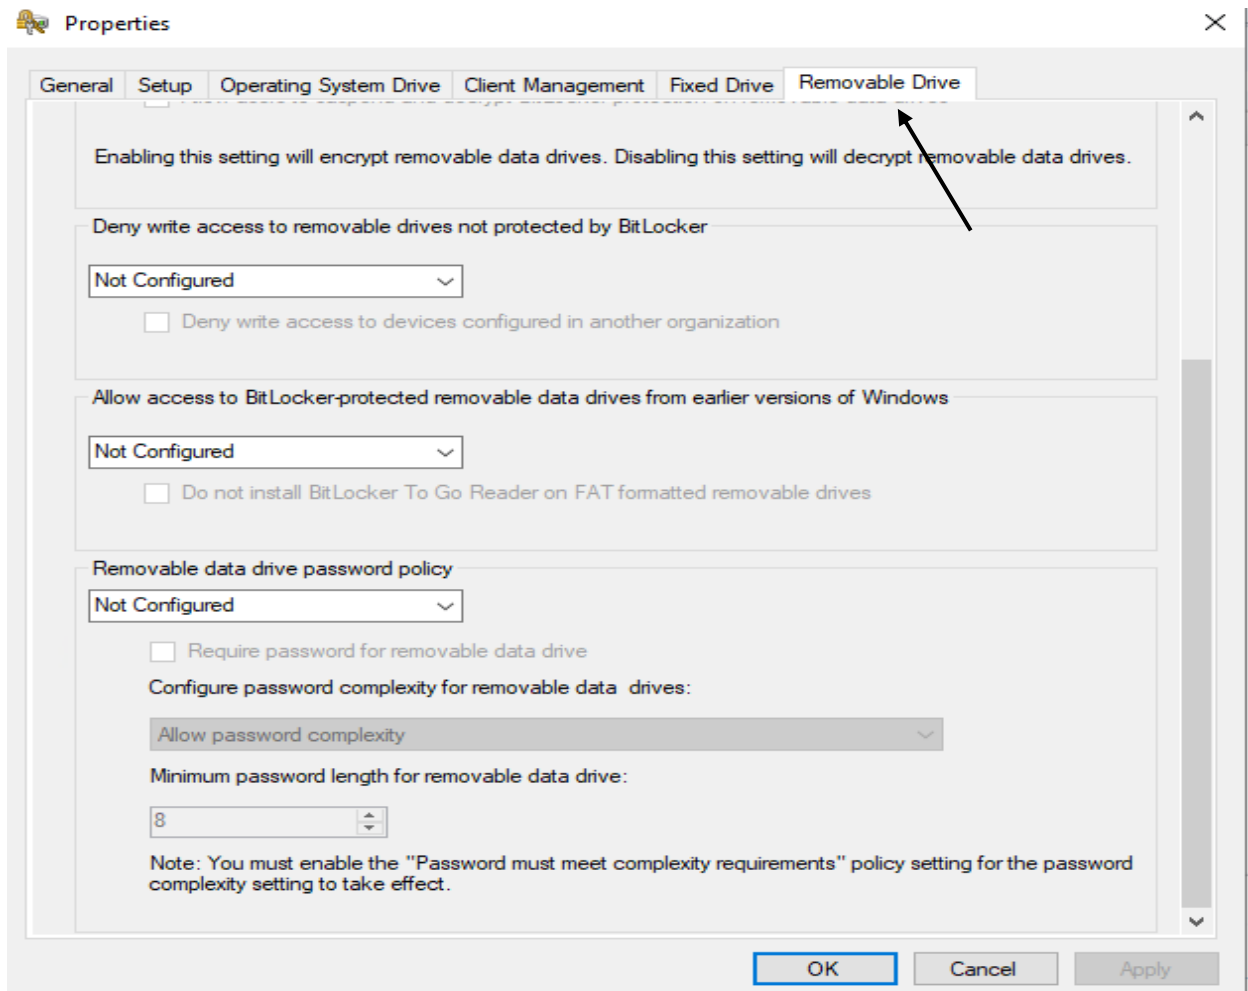 Properties
General
Setup
Operating System Drive
Client Management
Fixed Drive
Removable Drive
Enabling this setting will encrypt removable data drives. Disabling this setting will decrypt removable data drives.
Deny write access to removable drives not protected by BitLocker
Not Configured
Deny write access to devices configured in another organization
Allow access to BitLocker-protected removable data drives from earlier versions of Windows
Not Configured
Do not install BitLocker To Go Reader on FAT formatted removable drives
Removable data drive password policy
Not Configured
Require password for removable data drive
Configure password complexity for removable data  drives:
Allow password complexity
Minimum password length for removable data drive:
8
Note: You must enable the "Password must meet complexity requirements" policy setting for the password
complexity setting to take effect.
OK
Cancel
Apply